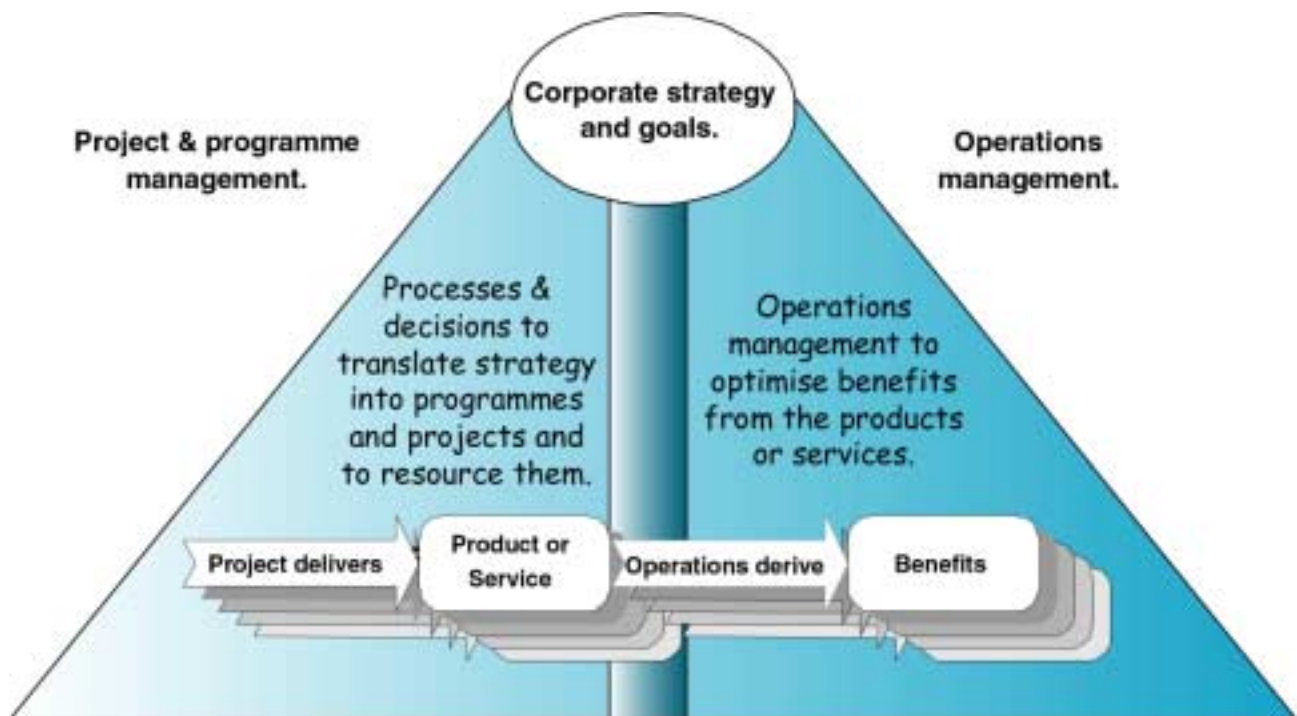 Corporate strategy
and goals.
Project & programme
management.
Operations
management.
Processes &
decisions to
translate strategy
into programmes
and projects and
to resource them.
Operations
management to
optimise benefits
from the products
or services.
Project delivers
Product or
Service
Operations derive
Benefits